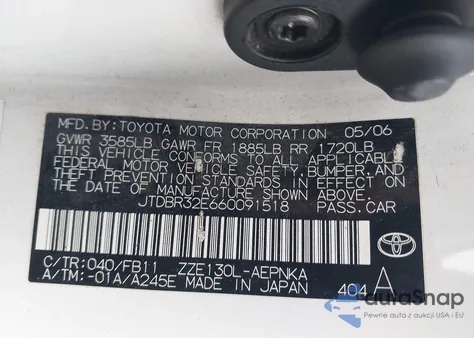 MFD.BY:TOYOTA MOTOR CORPORATION 05/06
GVWR 3585LB GAWR FR 1885LB RR 1720LB
THIS VEHICLE CONFORMS TO ALL APPLICABLE
FEDERAL MOTOR VEHICLE SAFETY,BUMPER,AND
THEFT PREVENTION STANDARDS IN EFFECT ON THE
DATE OF MANUFACTURE SHOWN ABOVE.
JTDBR32E660091518 PASS.CAR
C/TR:040/FB11 ZZE130L-AEPNKA
A/TM:-01A/A245E MADE IN JAPAN 404 A
autoSnap
Pewne auta z aukcji USA i EU